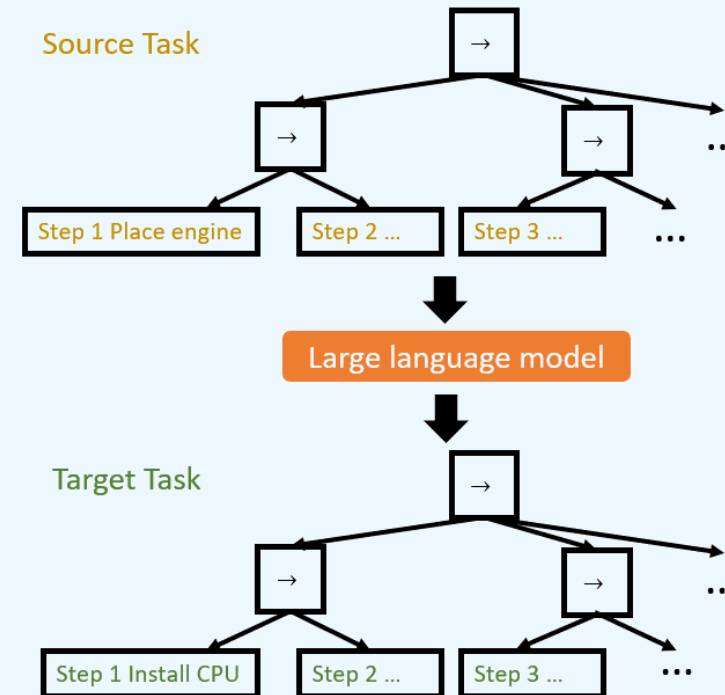 Source Task
→
→
→
...
Step 1 Place engine
Step 2 ...
Step 3 ...
...
Large language model
Target Task
→
→
→
...
Step 1 Install CPU
Step 2 ...
Step 3 ...
...